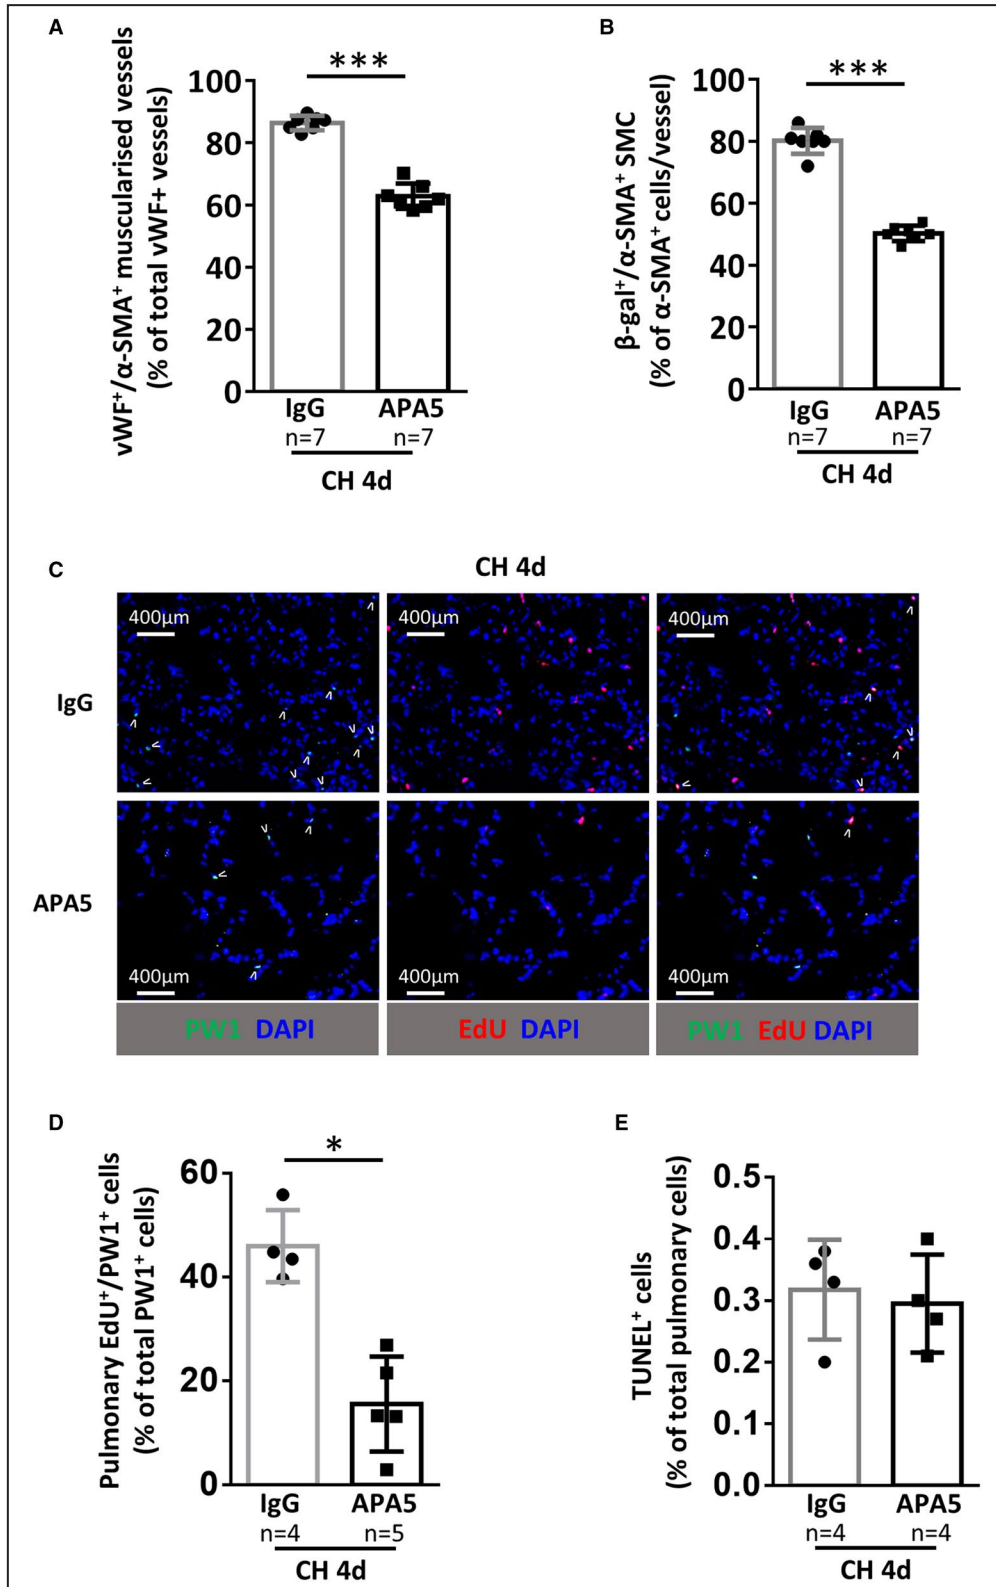 A
vWF+/α-SMA+ muscularised vessels
(% of total vWF+ vessels)
***
100
80
60
40
20
0
IgG
APA5
n=7
n=7
CH 4d
B
β-gal+/α-SMA+ SMC
(% of α-SMA+ cells/vessel)
***
100
80
60
40
20
0
IgG
APA5
n=7
n=7
CH 4d
C
CH 4d
IgG
400μm
400μm
400μm
APA5
400μm
400μm
400μm
PW1 DAPI
EdU DAPI
PW1 EdU DAPI
D
Pulmonary EdU+/PW1+ cells
(% of total PW1+ cells)
*
60
40
20
0
IgG
APA5
n=4
n=5
CH 4d
E
TUNEL+ cells
(% of total pulmonary cells)
0.5
0.4
0.3
0.2
0.1
0.0
IgG
APA5
n=4
n=4
CH 4d